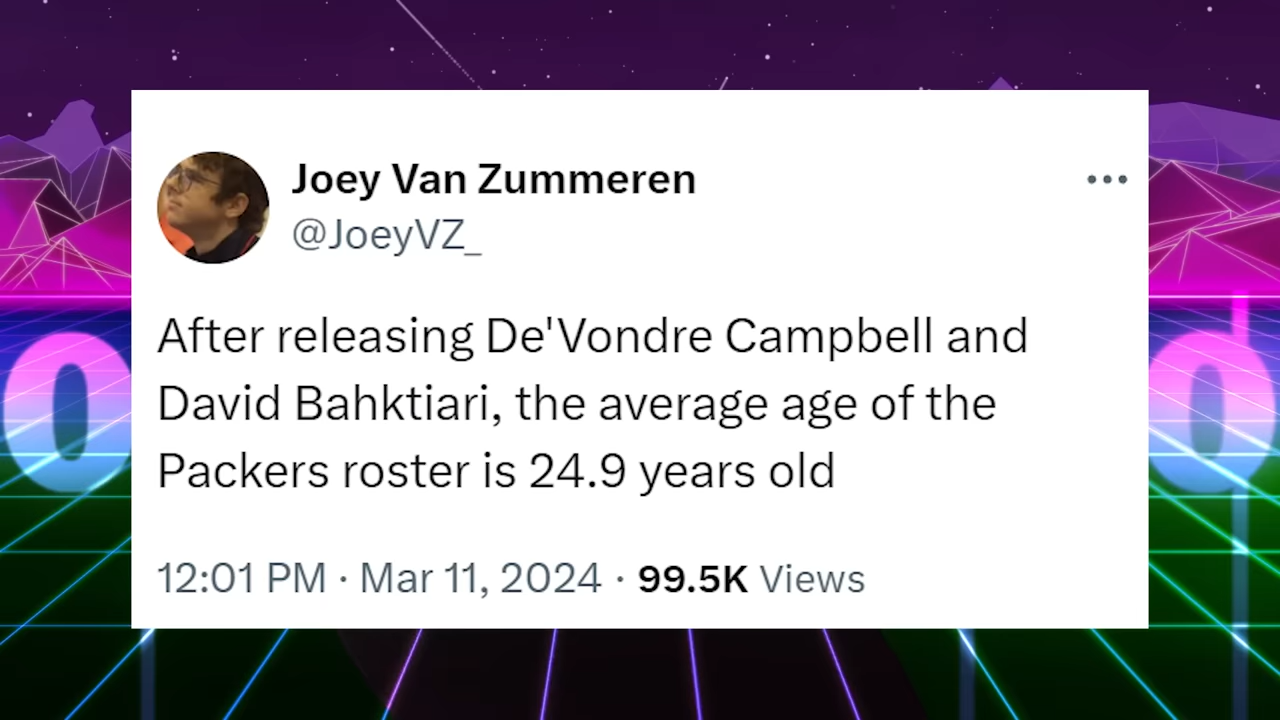 Joey Van Zummeren
@JoeyVZ_
After releasing De'Vondre Campbell and
David Bahktiari, the average age of the
Packers roster is 24.9 years old
12:01 PM · Mar 11, 2024 · 99.5K Views